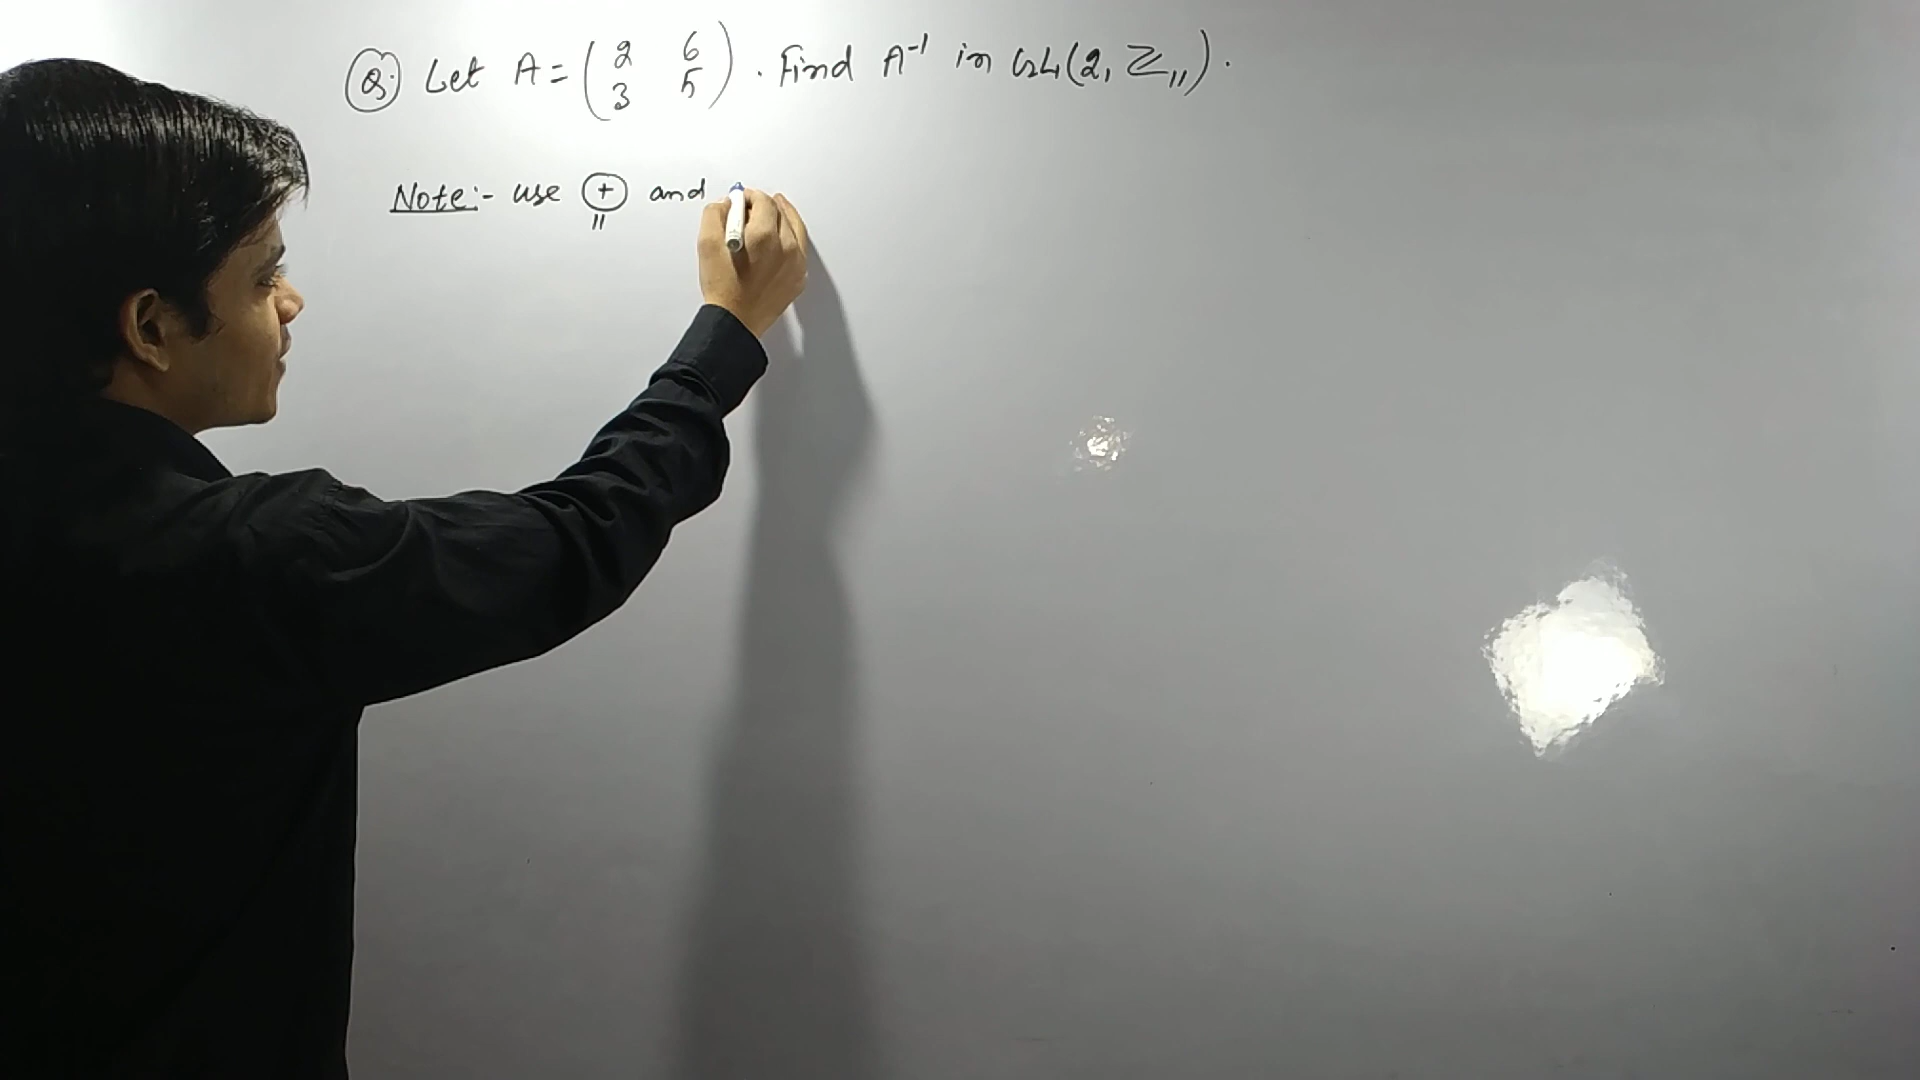 Q. Let A = ( 2 6 ; 3 5 ). Find A⁻¹ in GL(2, ℤ₁₁).
Note:- use ⊕₁₁ and